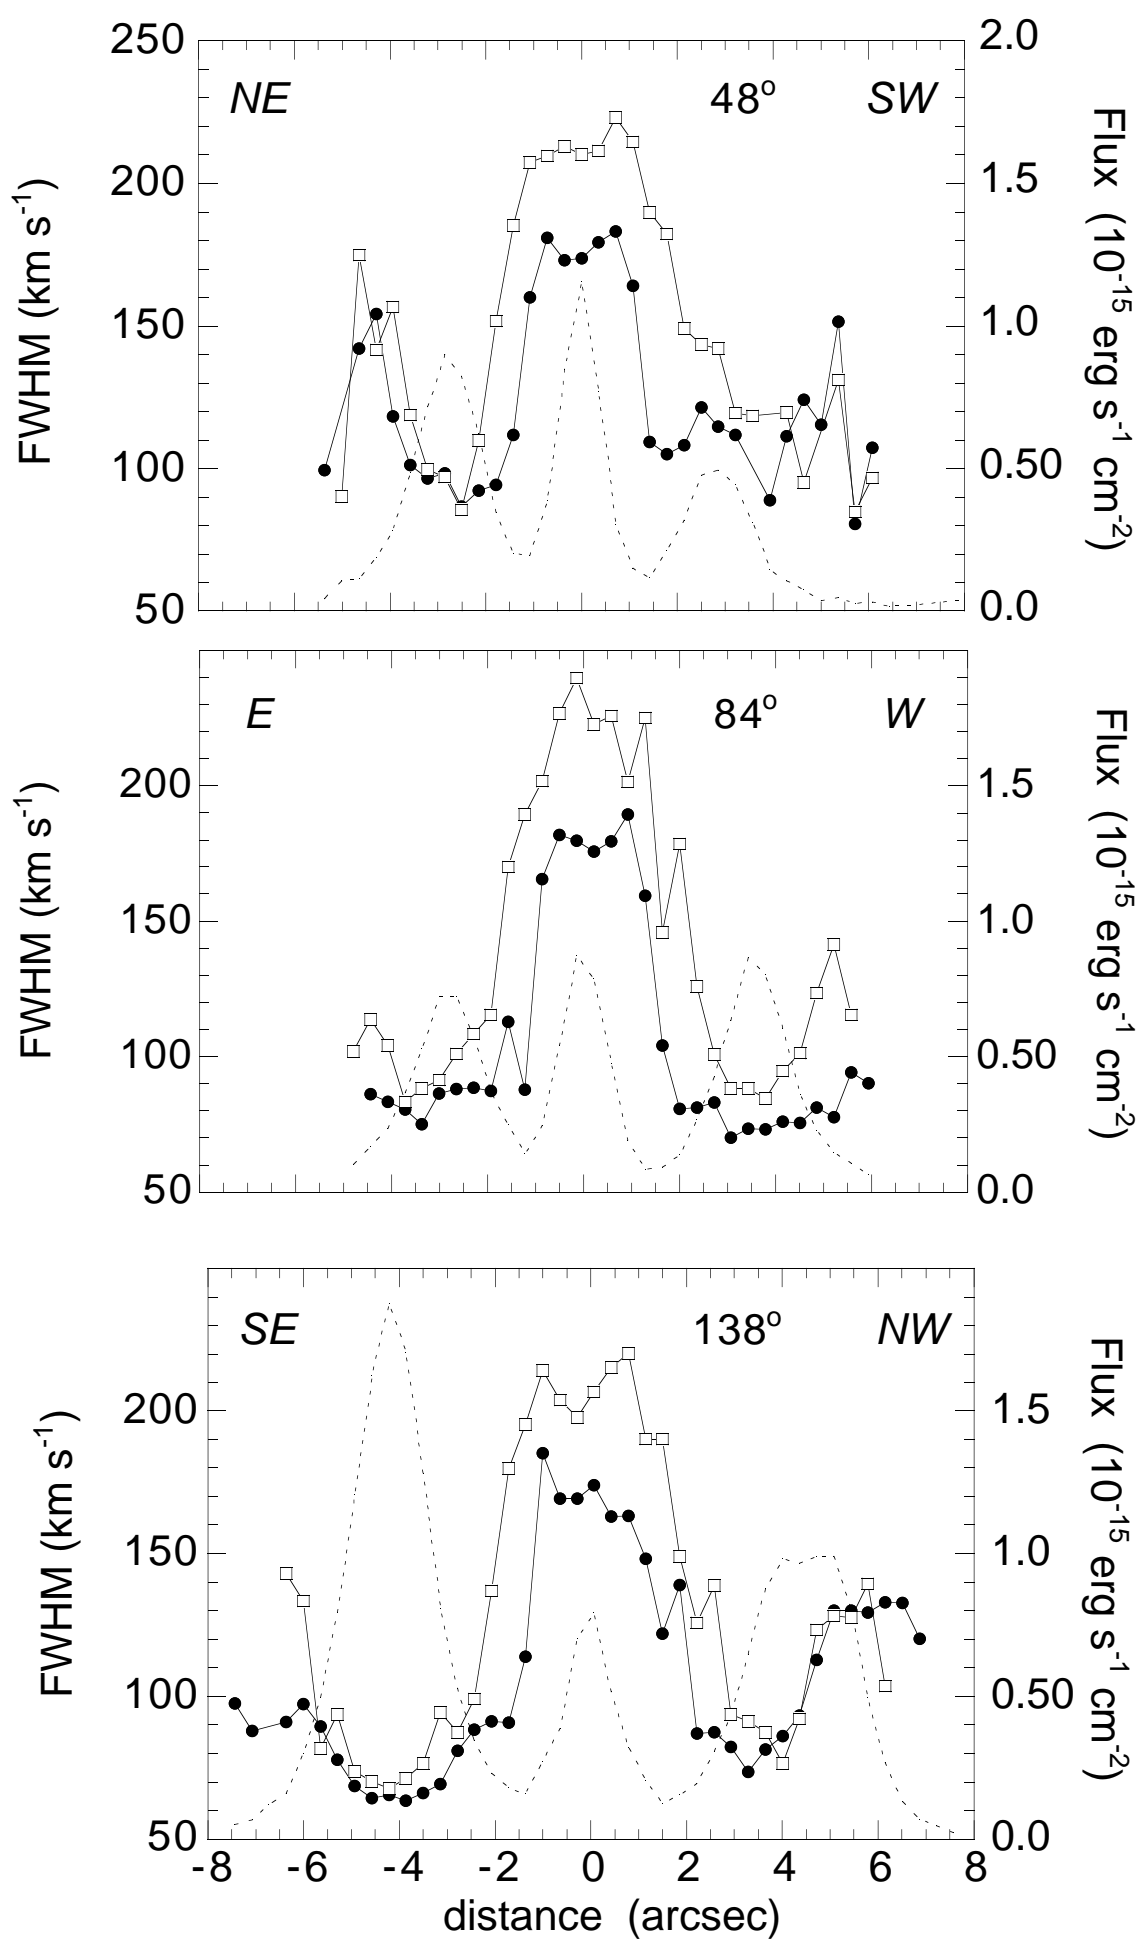 250
2.0
NE
48°
SW
200
1.5
150
1.0
100
0.50
50
0.0
FWHM (km s⁻¹)
Flux (10⁻¹⁵ erg s⁻¹ cm⁻²)
E
84°
W
200
1.5
150
1.0
100
0.50
50
0.0
FWHM (km s⁻¹)
Flux (10⁻¹⁵ erg s⁻¹ cm⁻²)
SE
138°
NW
200
1.5
150
1.0
100
0.50
50
0.0
FWHM (km s⁻¹)
Flux (10⁻¹⁵ erg s⁻¹ cm⁻²)
-8 -6 -4 -2 0 2 4 6 8
distance (arcsec)